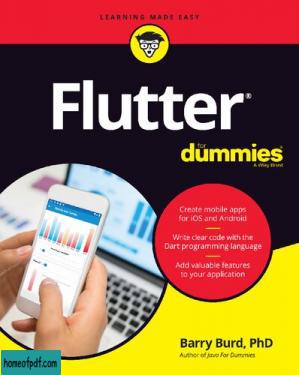 LEARNING MADE EASY
Flutter®
for
dummies®
A Wiley Brand
Create mobile apps
for iOS and Android
Write clear code with the
Dart programming language
Add valuable features
to your application
Barry Burd, PhD
Author of Java For Dummies
homeofpdf.com